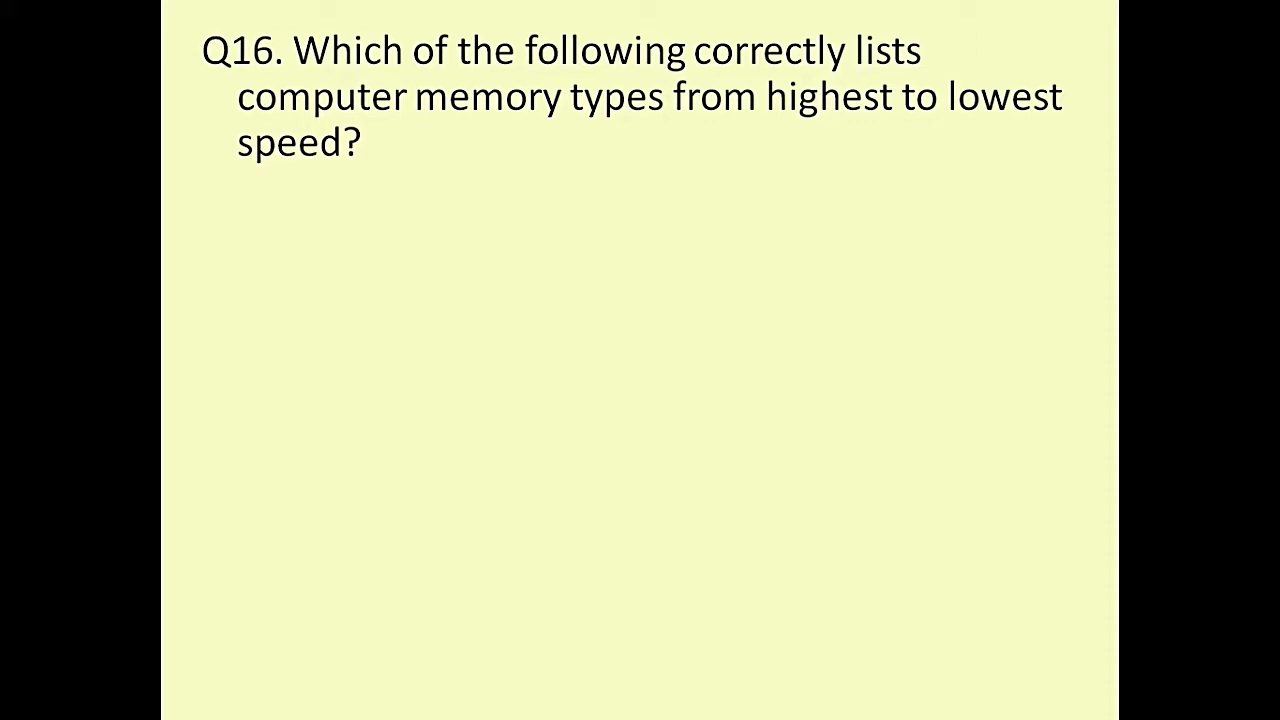 Q16. Which of the following correctly lists
computer memory types from highest to lowest
speed?